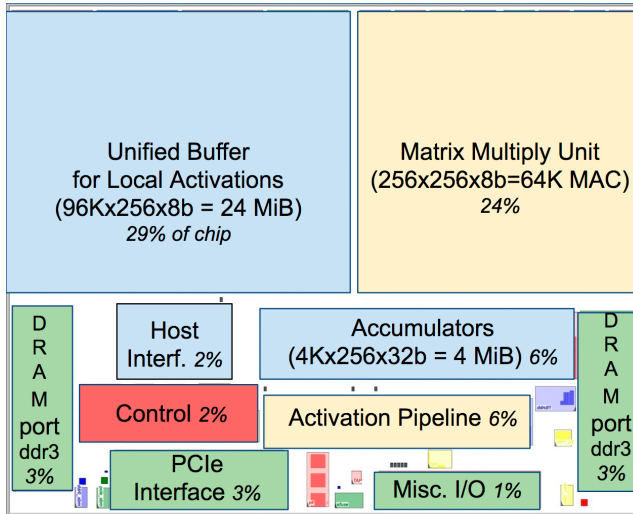 Unified Buffer
for Local Activations
(96Kx256x8b = 24 MiB)
29% of chip
Matrix Multiply Unit
(256x256x8b=64K MAC)
24%
D
R
A
M
port
ddr3
3%
Host
Interf. 2%
Accumulators
(4Kx256x32b = 4 MiB) 6%
D
R
A
M
port
ddr3
3%
Control 2%
Activation Pipeline 6%
PCIe
Interface 3%
Misc. I/O 1%